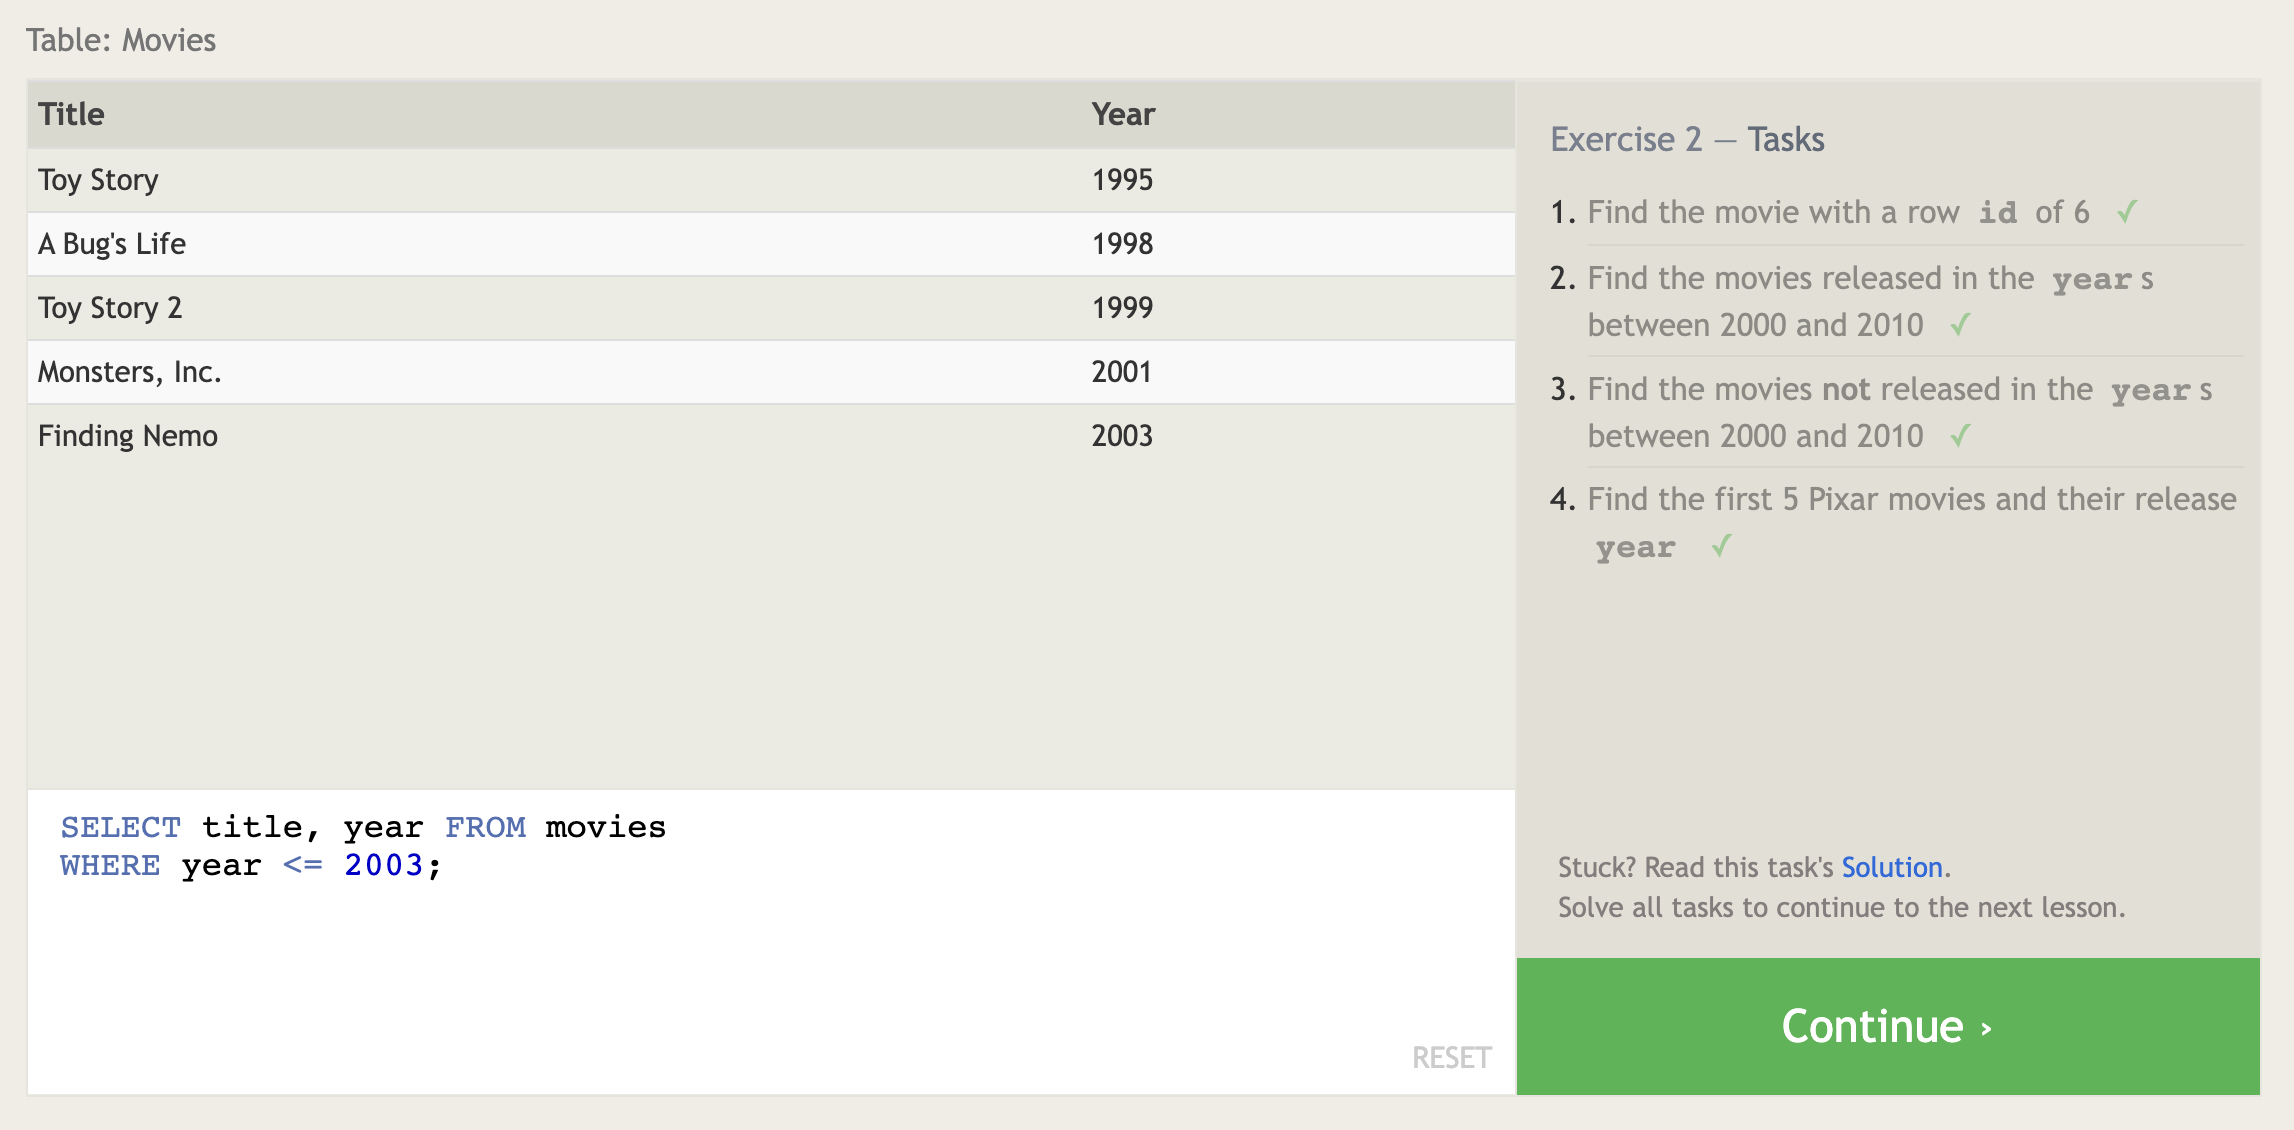 Table: Movies
Title Year
Toy Story 1995
A Bug's Life 1998
Toy Story 2 1999
Monsters, Inc. 2001
Finding Nemo 2003
SELECT title, year FROM movies
WHERE year <= 2003;
RESET
Exercise 2 — Tasks
1. Find the movie with a row id of 6 ✓
2. Find the movies released in the year s
between 2000 and 2010 ✓
3. Find the movies not released in the year s
between 2000 and 2010 ✓
4. Find the first 5 Pixar movies and their release
year ✓
Stuck? Read this task's Solution.
Solve all tasks to continue to the next lesson.
Continue ›